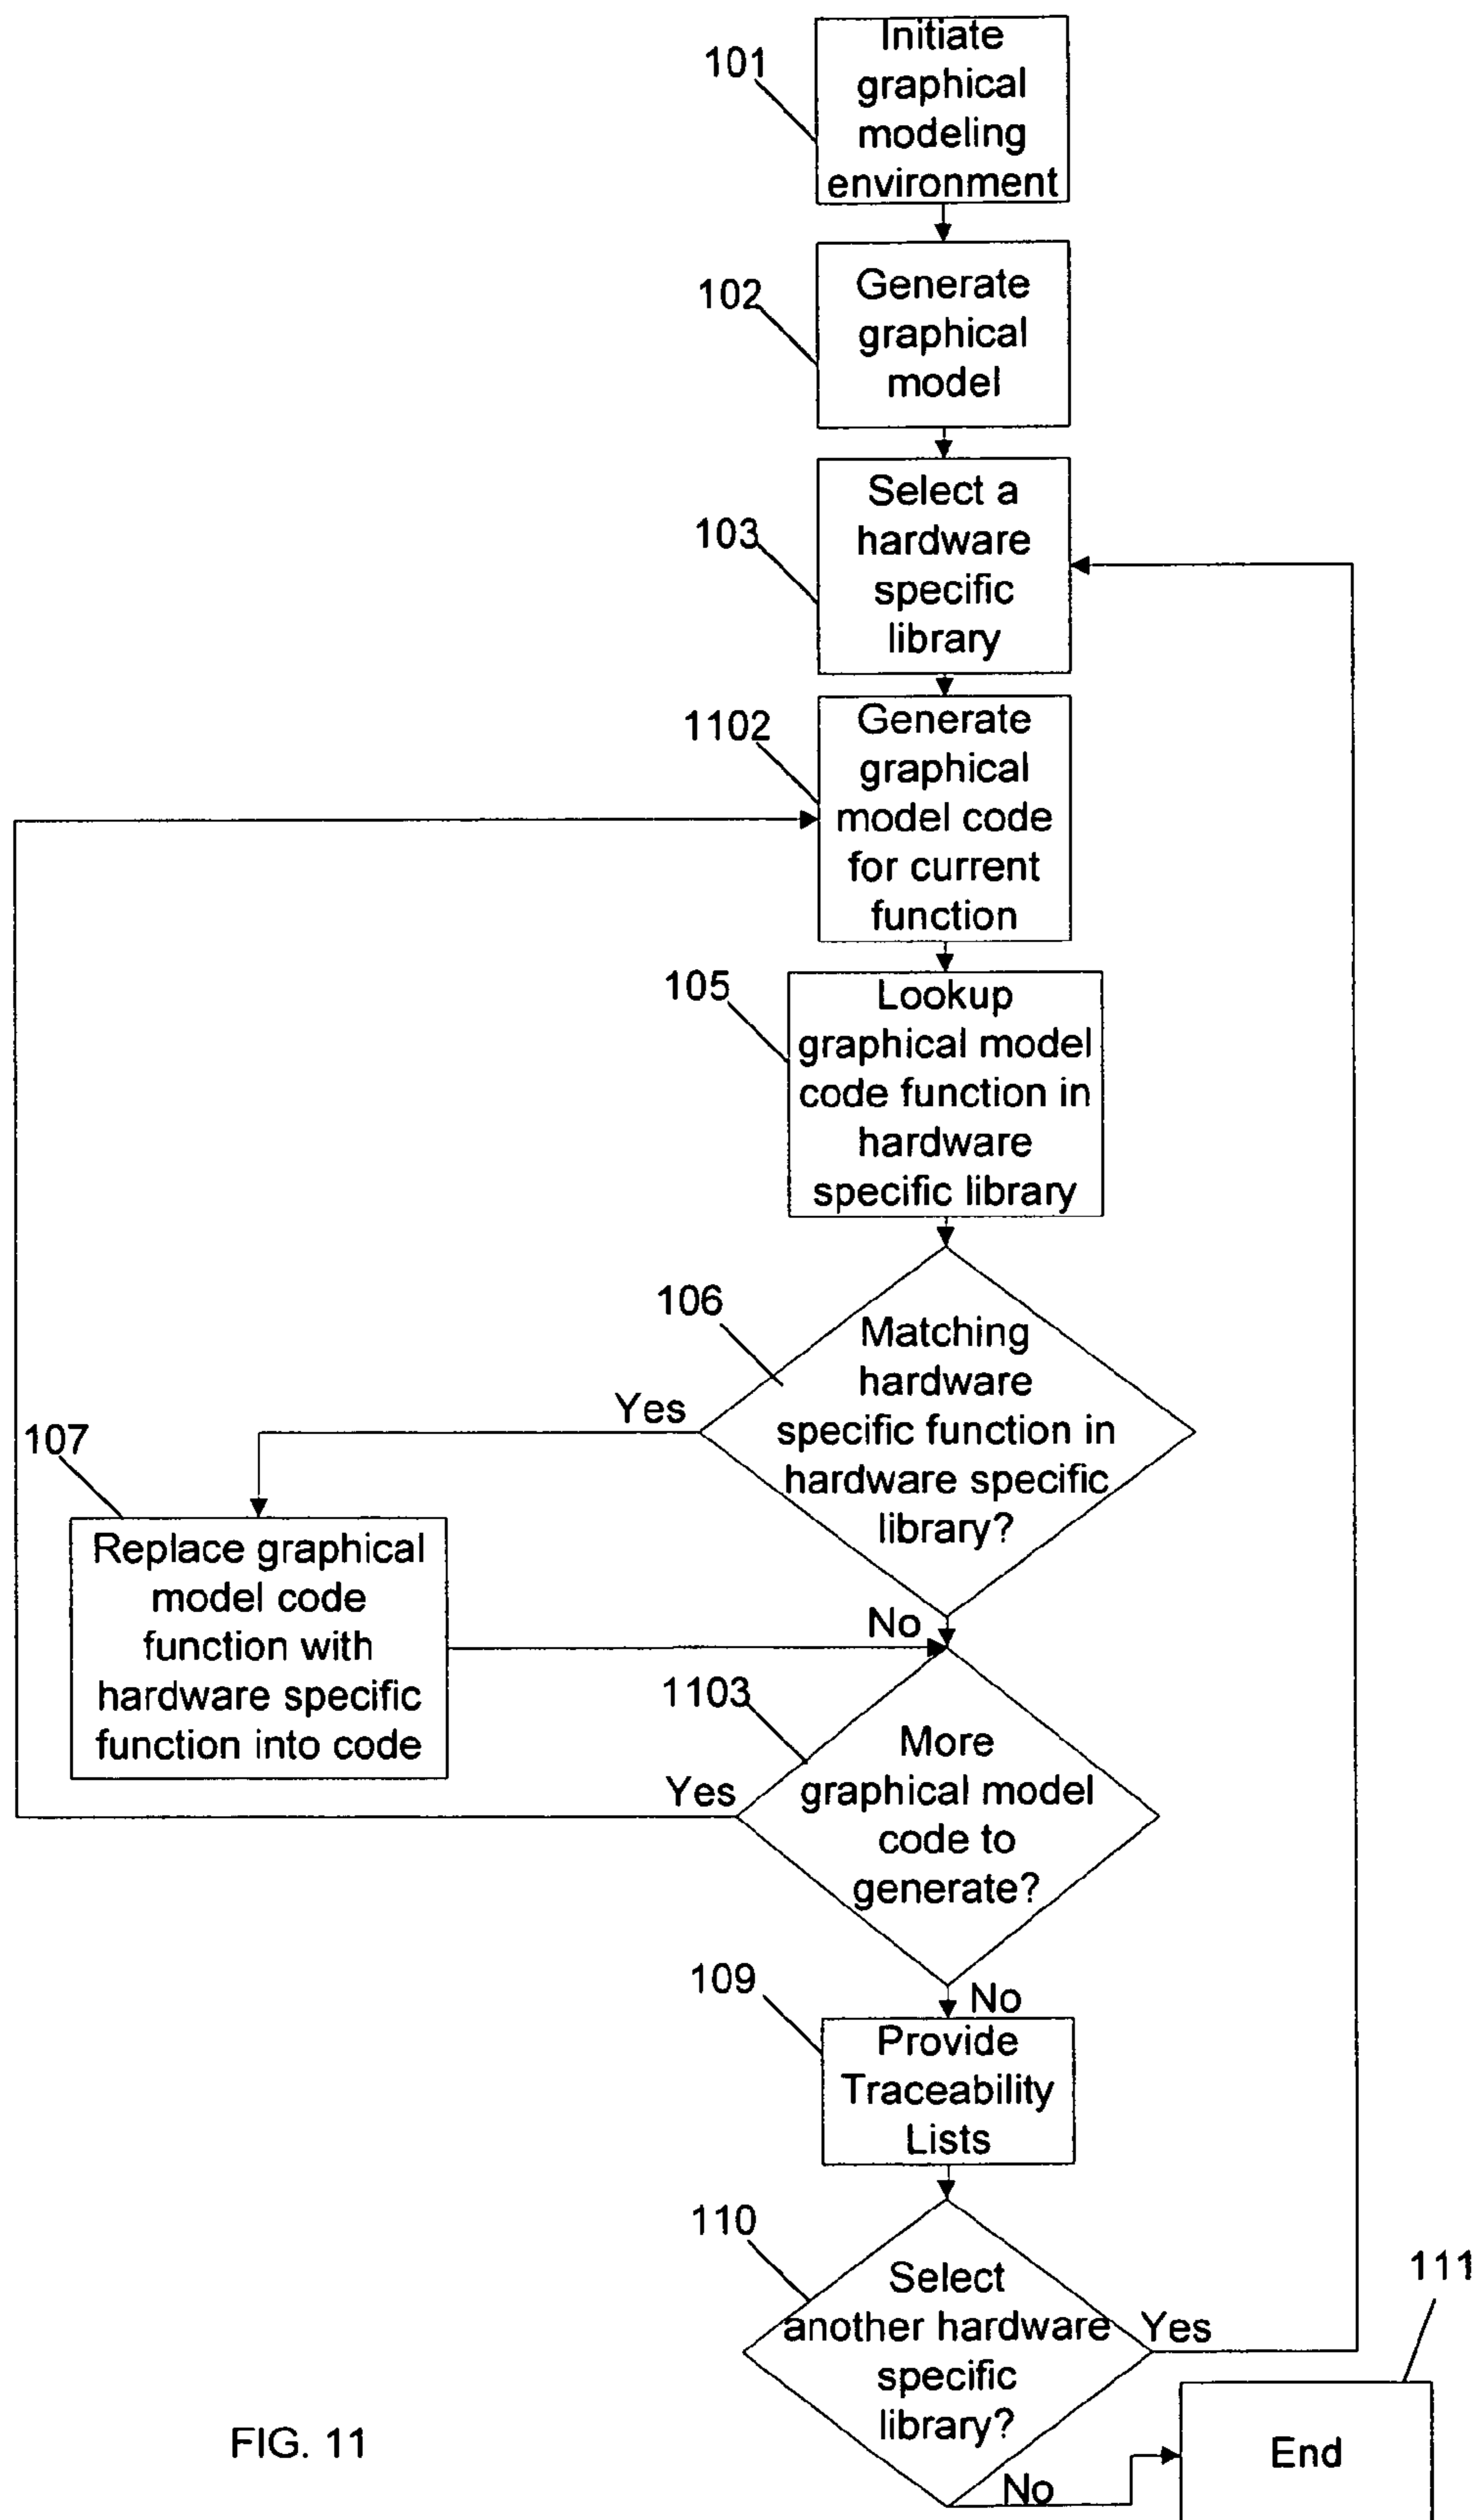 101
Initiate
graphical
modeling
environment
102
Generate
graphical
model
103
Select a
hardware
specific
library
1102
Generate
graphical
model code
for current
function
105
Lookup
graphical model
code function in
hardware
specific library
106
Matching
hardware
specific function in
hardware specific
library?
Yes
No
107
Replace graphical
model code
function with
hardware specific
function into code
1103
More
graphical model
code to
generate?
Yes
No
109
Provide
Traceability
Lists
110
Select
another hardware
specific
library?
Yes
No
111
End
FIG. 11